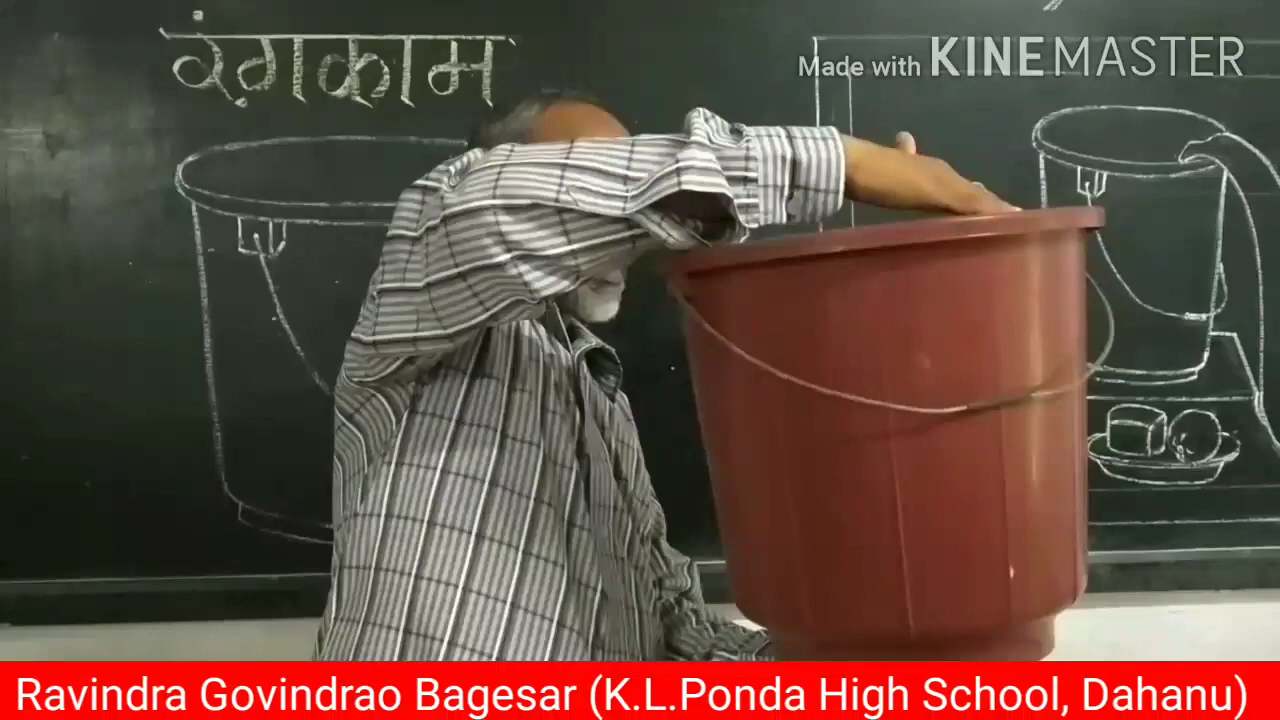 रंगकाम
Made with KINEMASTER
Ravindra Govindrao Bagesar (K.L.Ponda High School, Dahanu)